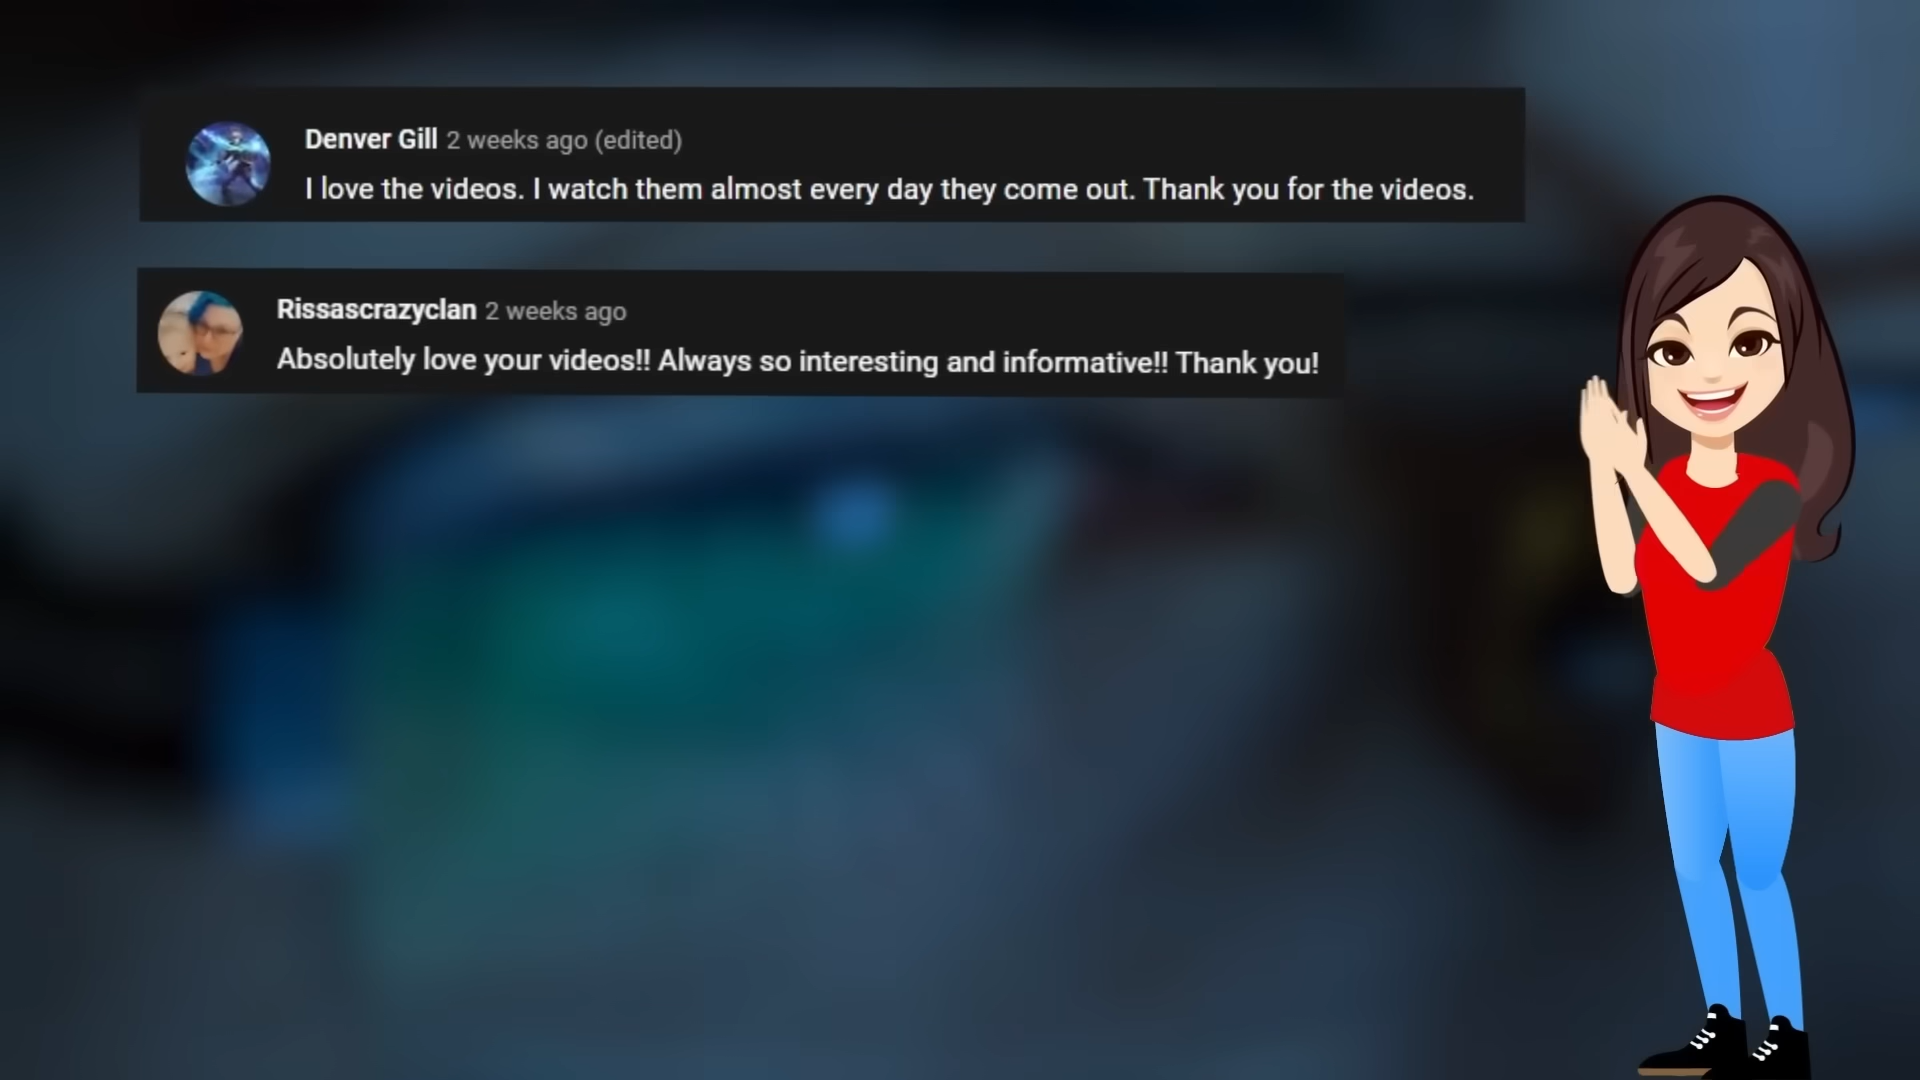 Denver Gill 2 weeks ago (edited)
I love the videos. I watch them almost every day they come out. Thank you for the videos.
Rissascrazyclan 2 weeks ago
Absolutely love your videos!! Always so interesting and informative!! Thank you!